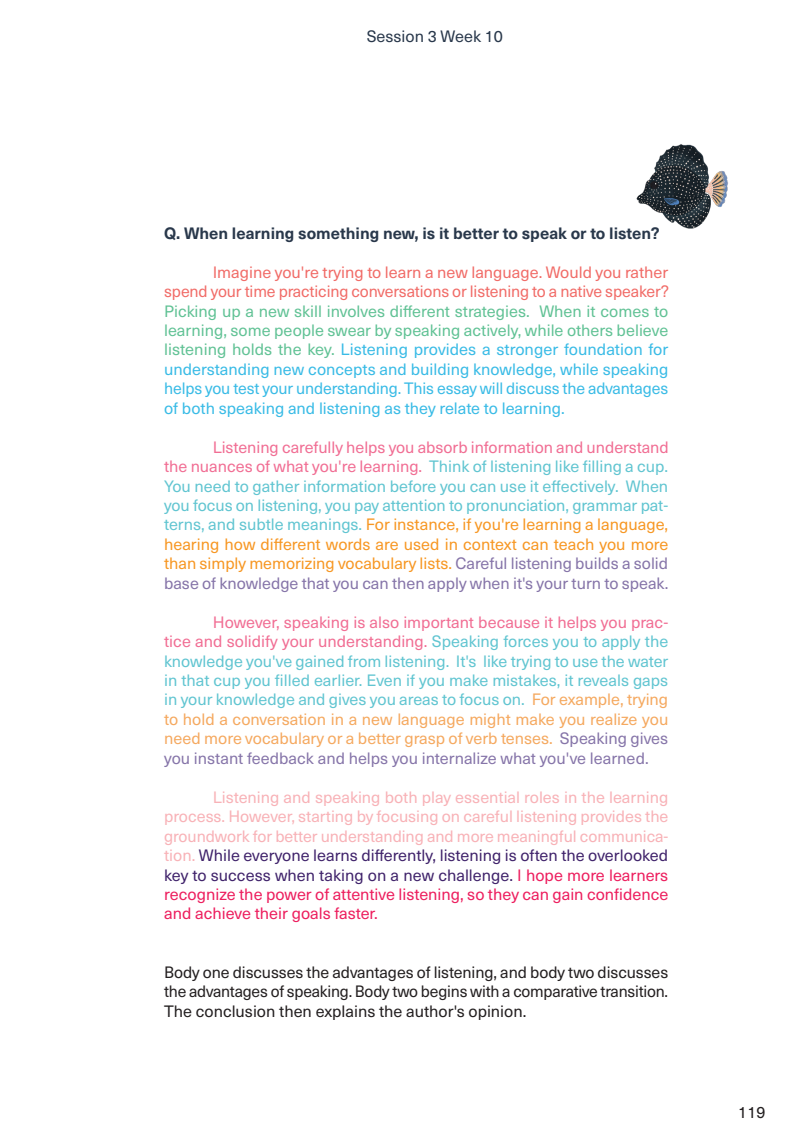 Session 3 Week 10
Q. When learning something new, is it better to speak or to listen?
Imagine you're trying to learn a new language. Would you rather
spend your time practicing conversations or listening to a native speaker?
Picking up a new skill involves different strategies.  When it comes to
learning, some people swear by speaking actively, while others believe
listening holds the key. Listening provides a stronger foundation for
understanding new concepts and building knowledge, while speaking
helps you test your understanding. This essay will discuss the advantages
of both speaking and listening as they relate to learning.
Listening carefully helps you absorb information and understand
the nuances of what you're learning.  Think of listening like filling a cup.
You need to gather information before you can use it effectively.  When
you focus on listening, you pay attention to pronunciation, grammar pat-
terns, and subtle meanings. For instance, if you're learning a language,
hearing how different words are used in context can teach you more
than simply memorizing vocabulary lists. Careful listening builds a solid
base of knowledge that you can then apply when it's your turn to speak.
However, speaking is also important because it helps you prac-
tice and solidify your understanding. Speaking forces you to apply the
knowledge you've gained from listening.  It's  like trying to use the water
in that cup you filled earlier. Even if you make mistakes, it reveals gaps
in your knowledge and gives you areas to focus on.  For example, trying
to hold a conversation in a new language might make you realize you
need more vocabulary or a better grasp of verb tenses.  Speaking gives
you instant feedback and helps you internalize what you've learned.
Listening and speaking both play essential roles in the learning
process. However, starting by focusing on careful listening provides the
groundwork for better understanding and more meaningful communica-
tion. While everyone learns differently, listening is often the overlooked
key to success when taking on a new challenge. I hope more learners
recognize the power of attentive listening, so they can gain confidence
and achieve their goals faster.
Body one discusses the advantages of listening, and body two discusses
the advantages of speaking. Body two begins with a comparative transition.
The conclusion then explains the author's opinion.
119